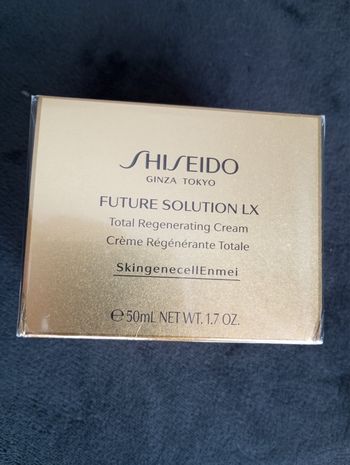 SHISEIDO
GINZA TOKYO
FUTURE SOLUTION LX
Total Regenerating Cream
Crème Régénérante Totale
SkingenecellEnmei
℮50mL NET WT. 1.7 OZ.